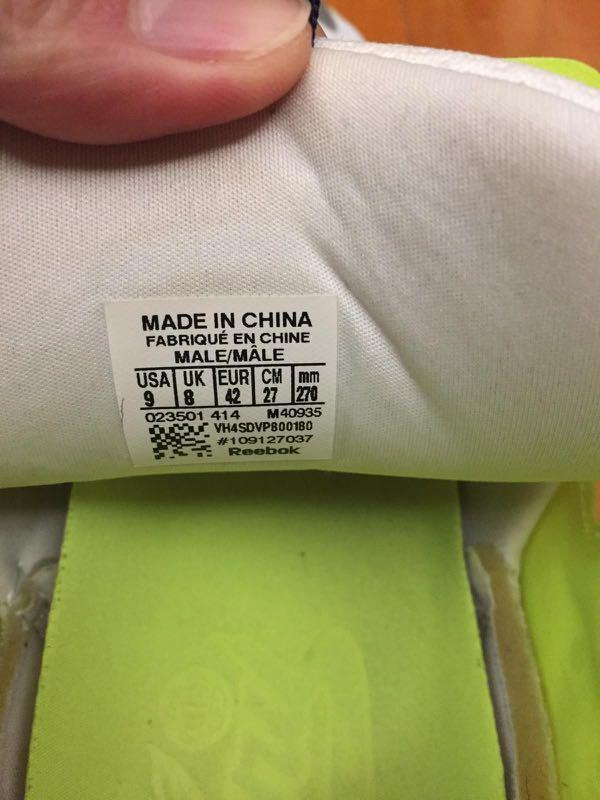 MADE IN CHINA
FABRIQUÉ EN CHINE
MALE/MÂLE
USA UK EUR CM mm
9 8 42 27 270
023501 414 M40935
VH4SDVP800180
#109127037
Reebok